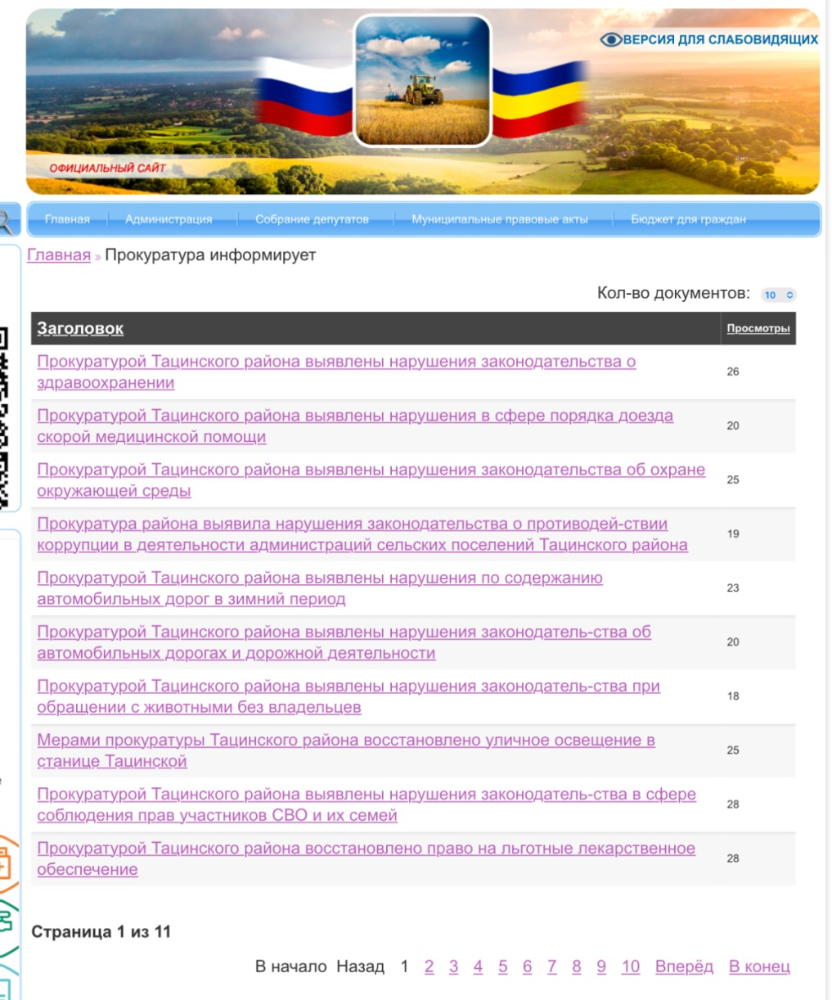 ВЕРСИЯ ДЛЯ СЛАБОВИДЯЩИХ
ОФИЦИАЛЬНЫЙ САЙТ
Главная Администрация Собрание депутатов Муниципальные правовые акты Бюджет для граждан
Главная » Прокуратура информирует
Кол-во документов: 10
Заголовок Просмотры
Прокуратурой Тацинского района выявлены нарушения законодательства о
здравоохранении
26
Прокуратурой Тацинского района выявлены нарушения в сфере порядка доезда
скорой медицинской помощи
20
Прокуратурой Тацинского района выявлены нарушения законодательства об охране
окружающей среды
25
Прокуратура района выявила нарушения законодательства о противодей-ствии
коррупции в деятельности администраций сельских поселений Тацинского района
19
Прокуратурой Тацинского района выявлены нарушения по содержанию
автомобильных дорог в зимний период
23
Прокуратурой Тацинского района выявлены нарушения законодатель-ства об
автомобильных дорогах и дорожной деятельности
20
Прокуратурой Тацинского района выявлены нарушения законодатель-ства при
обращении с животными без владельцев
18
Мерами прокуратуры Тацинского района восстановлено уличное освещение в
станице Тацинской
25
Прокуратурой Тацинского района выявлены нарушения законодатель-ства в сфере
соблюдения прав участников СВО и их семей
28
Прокуратурой Тацинского района восстановлено право на льготные лекарственное
обеспечение
28
Страница 1 из 11
В начало Назад 1 2 3 4 5 6 7 8 9 10 Вперёд В конец